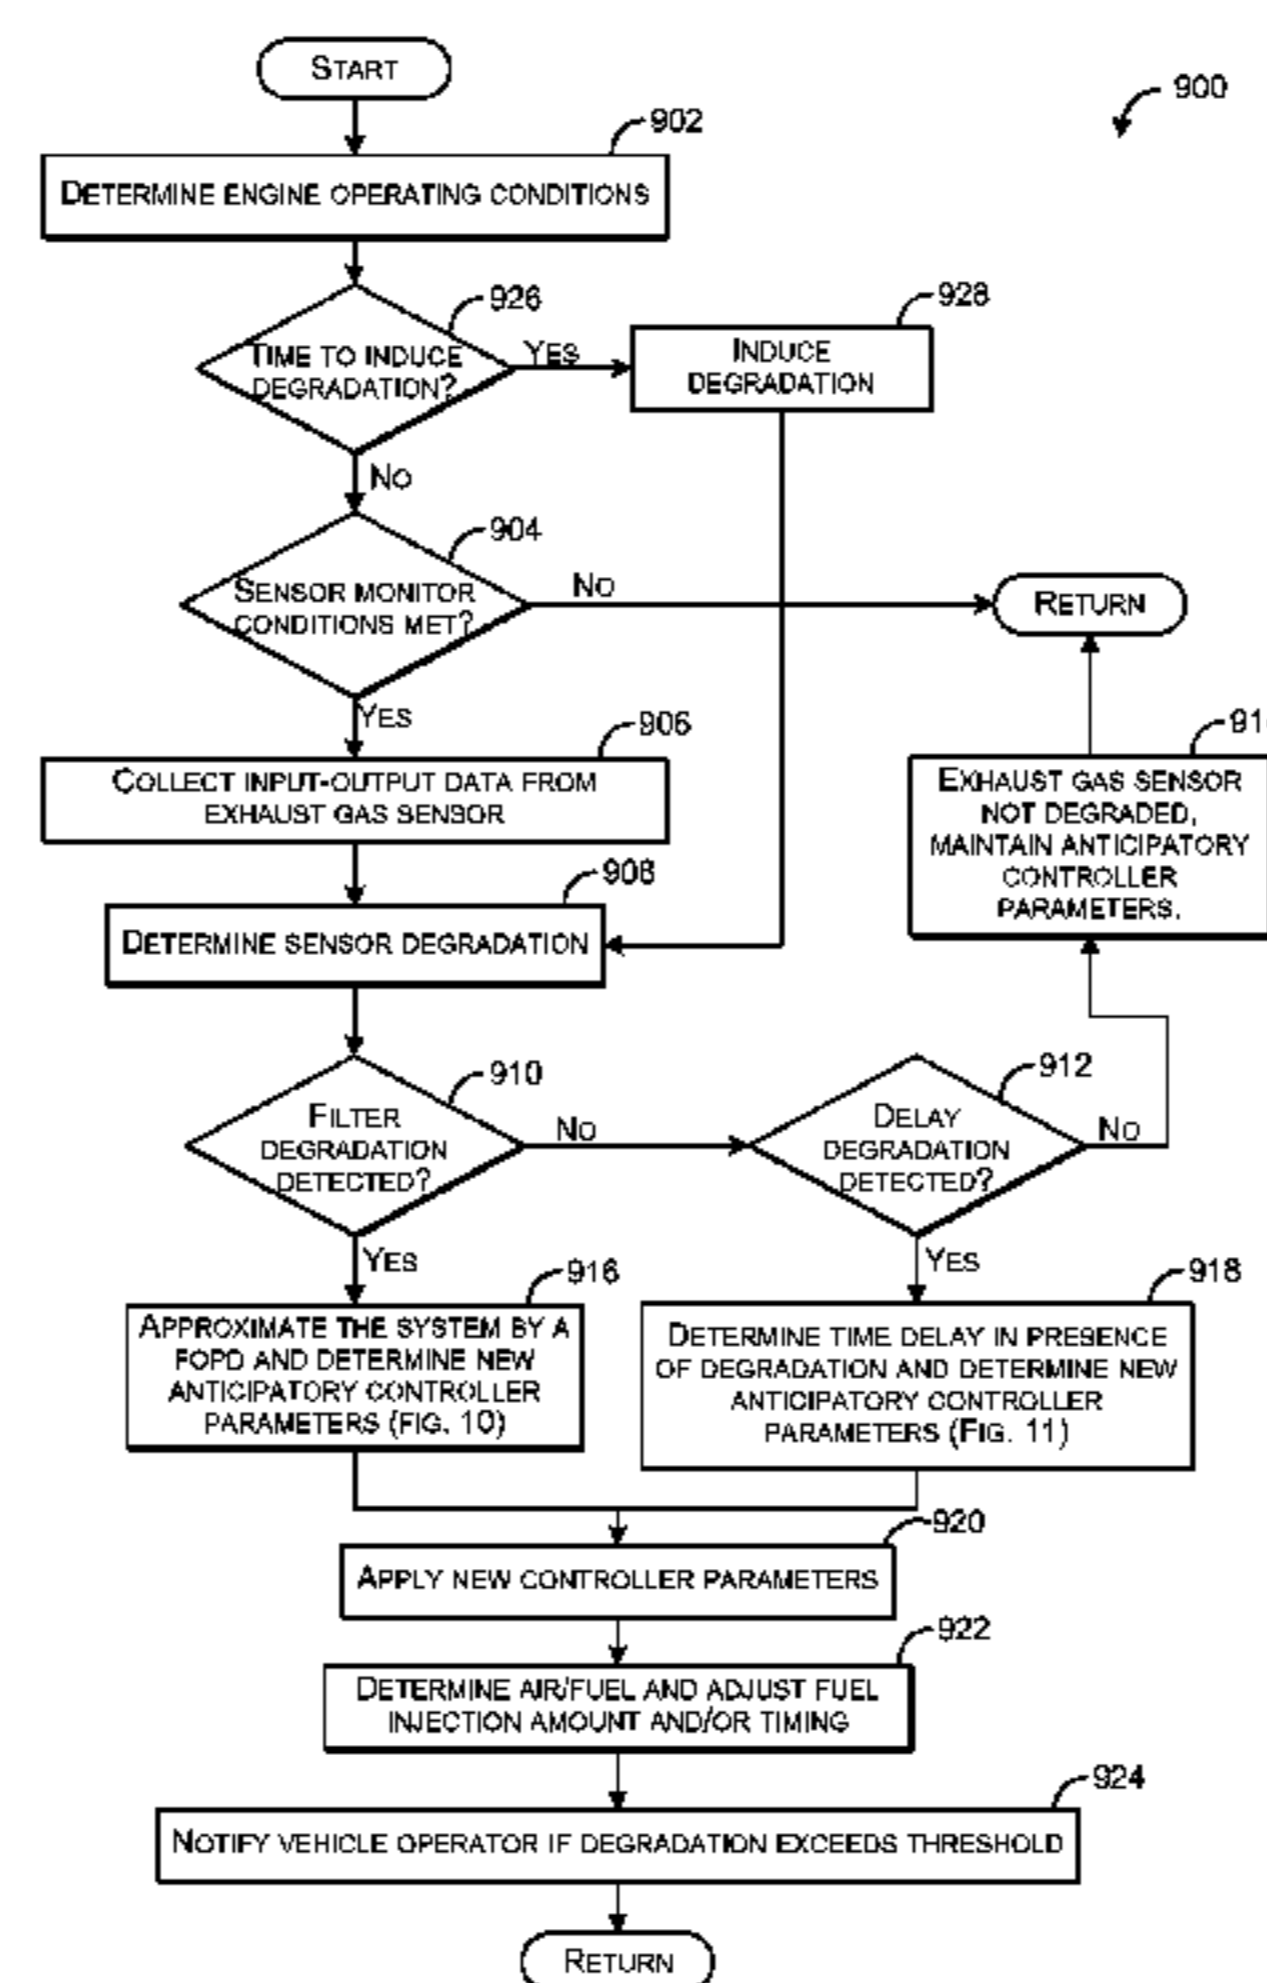 START
900
902
DETERMINE ENGINE OPERATING CONDITIONS
926
TIME TO INDUCE
DEGRADATION?
YES
928
INDUCE
DEGRADATION
NO
904
SENSOR MONITOR
CONDITIONS MET?
NO
RETURN
YES
906
COLLECT INPUT-OUTPUT DATA FROM
EXHAUST GAS SENSOR
EXHAUST GAS SENSOR
NOT DEGRADED,
MAINTAIN ANTICIPATORY
CONTROLLER
PARAMETERS.
908
DETERMINE SENSOR DEGRADATION
910
FILTER
DEGRADATION
DETECTED?
NO
912
DELAY
DEGRADATION
DETECTED?
NO
YES
916
APPROXIMATE THE SYSTEM BY A
FOPD AND DETERMINE NEW
ANTICIPATORY CONTROLLER
PARAMETERS (FIG. 10)
YES
918
DETERMINE TIME DELAY IN PRESENCE
OF DEGRADATION AND DETERMINE NEW
ANTICIPATORY CONTROLLER
PARAMETERS (FIG. 11)
920
APPLY NEW CONTROLLER PARAMETERS
922
DETERMINE AIR/FUEL AND ADJUST FUEL
INJECTION AMOUNT AND/OR TIMING
924
NOTIFY VEHICLE OPERATOR IF DEGRADATION EXCEEDS THRESHOLD
RETURN